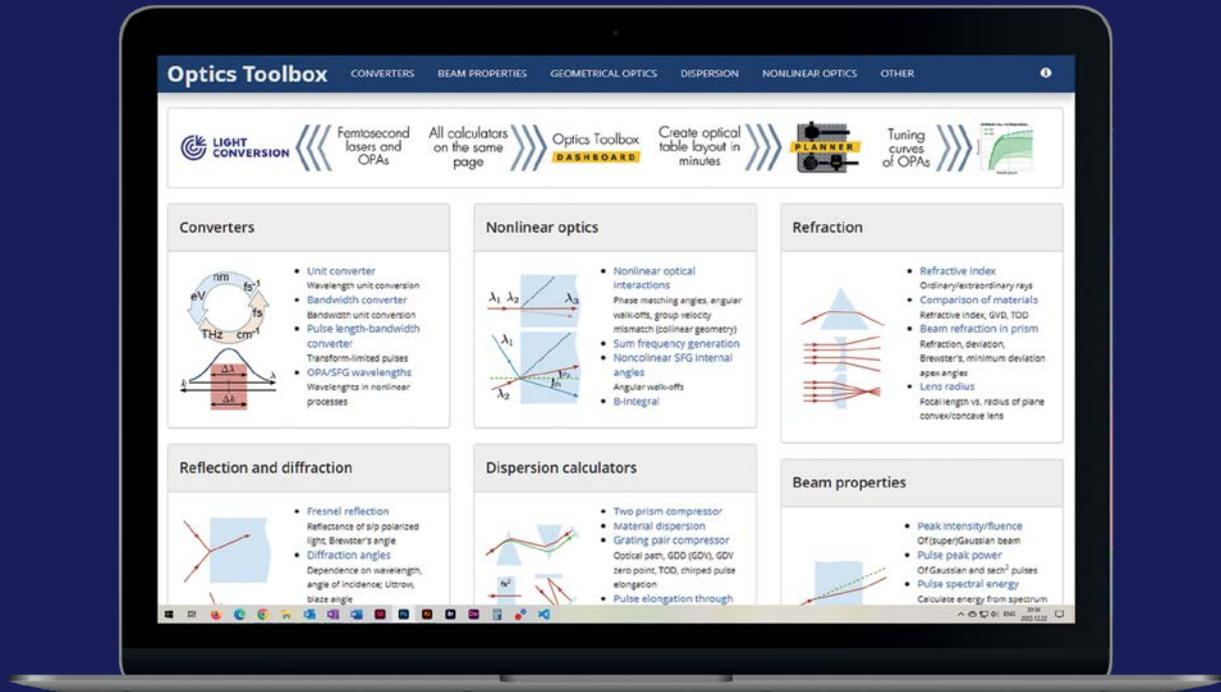 Optics Toolbox
CONVERTERS
BEAM PROPERTIES
GEOMETRICAL OPTICS
DISPERSION
NONLINEAR OPTICS
OTHER
LIGHT
CONVERSION
Femtosecond
lasers and
OPAs
All calculators
on the same
page
Optics Toolbox
DASHBOARD
Create optical
table layout in
minutes
PLANNER
Tuning
curves
of OPAs
Converters
nm
fs⁻¹
eV
fs
THz
cm⁻¹
λ
Δλ
k
Δk
• Unit converter
Wavelength unit conversion
• Bandwidth converter
Bandwidth unit conversion
• Pulse length-bandwidth
converter
Transform-limited pulses
• OPA/SFG wavelengths
Wavelenghts in nonlinear
processes
Nonlinear optics
λ₁ λ₂
λ₃
λ₁
λ₂
• Nonlinear optical
interactions
Phase matching angles, angular
walk-offs, group velocity
mismatch (collinear geometry)
• Sum frequency generation
• Noncolinear SFG internal
angles
Angular walk-offs
• B-integral
Refraction
• Refractive index
Ordinary/extraordinary rays
• Comparison of materials
Refractive index, GVD, TOD
• Beam refraction in prism
Refraction, deviation,
Brewster's, minimum deviation
apex angles
• Lens radius
Focal length vs. radius of plane
convex/concave lens
Reflection and diffraction
• Fresnel reflection
Reflectance of s/p polarized
light, Brewster's angle
• Diffraction angles
Dependence on wavelength,
angle of incidence; Littrow,
blaze angle
Dispersion calculators
fs²
• Two prism compressor
• Material dispersion
• Grating pair compressor
Optical path, GDD (GDV), GDV
zero point, TOD, chirped pulse
elongation
• Pulse elongation through
Beam properties
• Peak intensity/fluence
Of (super)Gaussian beam
• Pulse peak power
Of Gaussian and sech² pulses
• Pulse spectral energy
Calculate energy from spectrum
ENG
2022.12.22